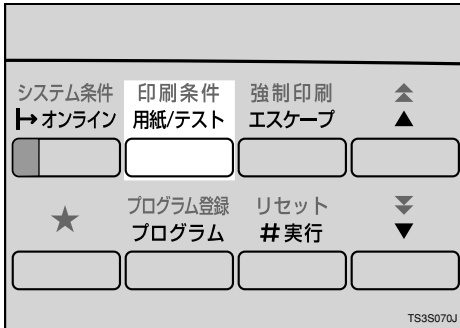 システム条件 印刷条件 強制印刷
オンライン 用紙/テスト エスケープ ▲
★ プログラム登録 リセット
プログラム #実行 ▼
TS3S070J